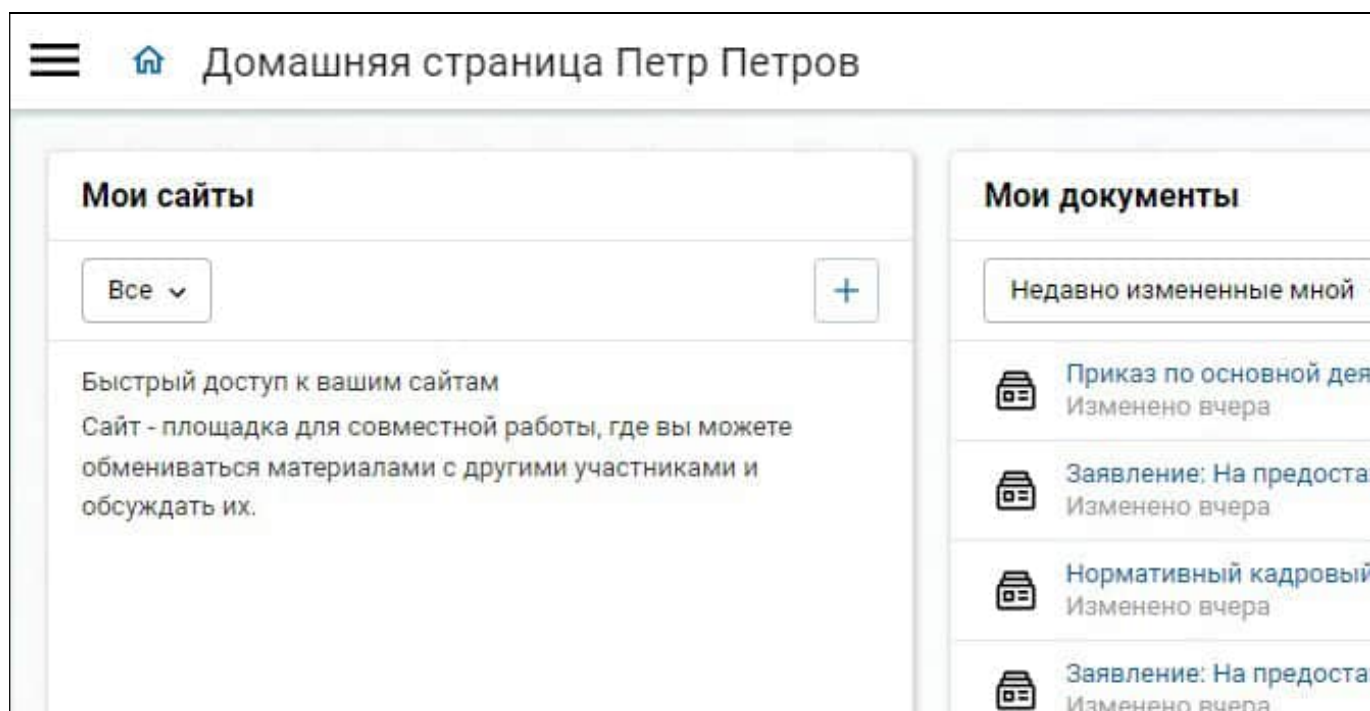 Домашняя страница Петр Петров
Мои сайты
Все
Быстрый доступ к вашим сайтам
Сайт - площадка для совместной работы, где вы можете
обмениваться материалами с другими участниками и
обсуждать их.
Мои документы
Недавно измененные мной
Приказ по основной дея
Изменено вчера
Заявление: На предоста
Изменено вчера
Нормативный кадровый
Изменено вчера
Заявление: На предоста
Изменено вчера